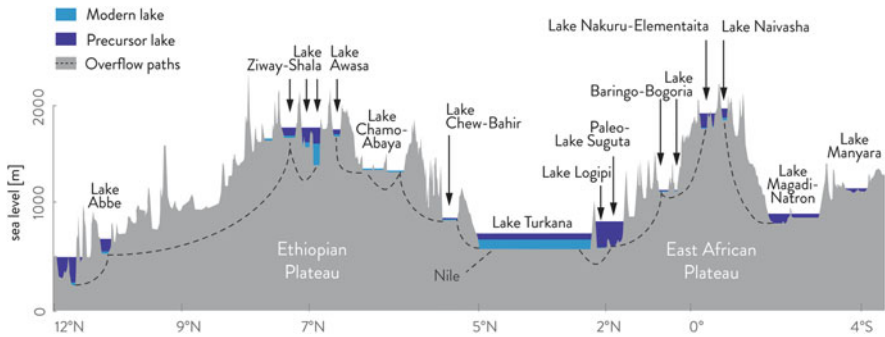 Modern lake
Precursor lake
Overflow paths
sea level [m]
2000
1000
0
Lake
Abbe
Lake
Ziway-Shala
Lake
Awasa
Lake
Chamo-
Abaya
Lake
Chew-Bahir
Lake Turkana
Nile
Lake Logipi
Paleo-
Lake Suguta
Lake
Baringo-Bogoria
Lake Nakuru-Elementaita
Lake Naivasha
Lake
Magadi-
Natron
Lake
Manyara
Ethiopian
Plateau
East African
Plateau
12°N
9°N
7°N
5°N
2°N
0°
4°S